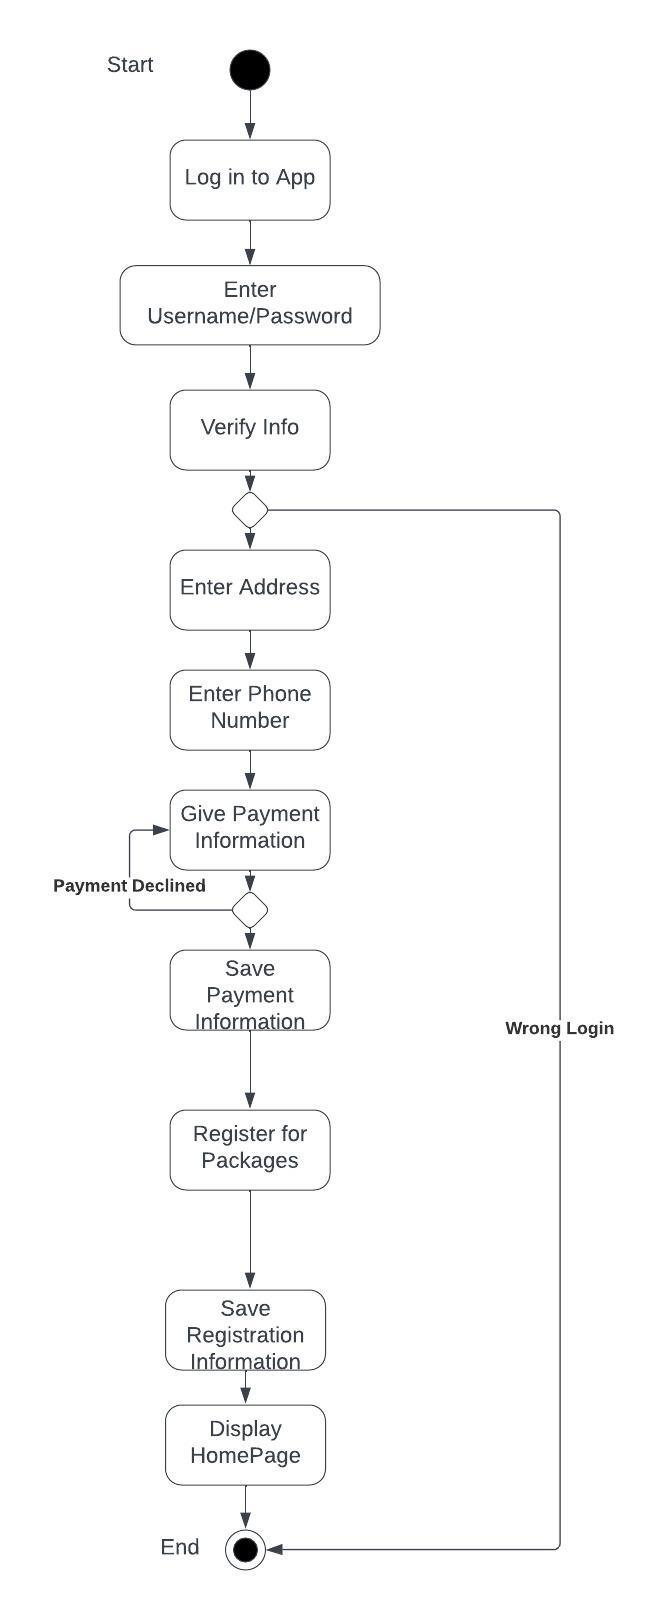 Start
Log in to App
Enter
Username/Password
Verify Info
Enter Address
Enter Phone
Number
Give Payment
Information
Payment Declined
Save
Payment
Information
Wrong Login
Register for
Packages
Save
Registration
Information
Display
HomePage
End